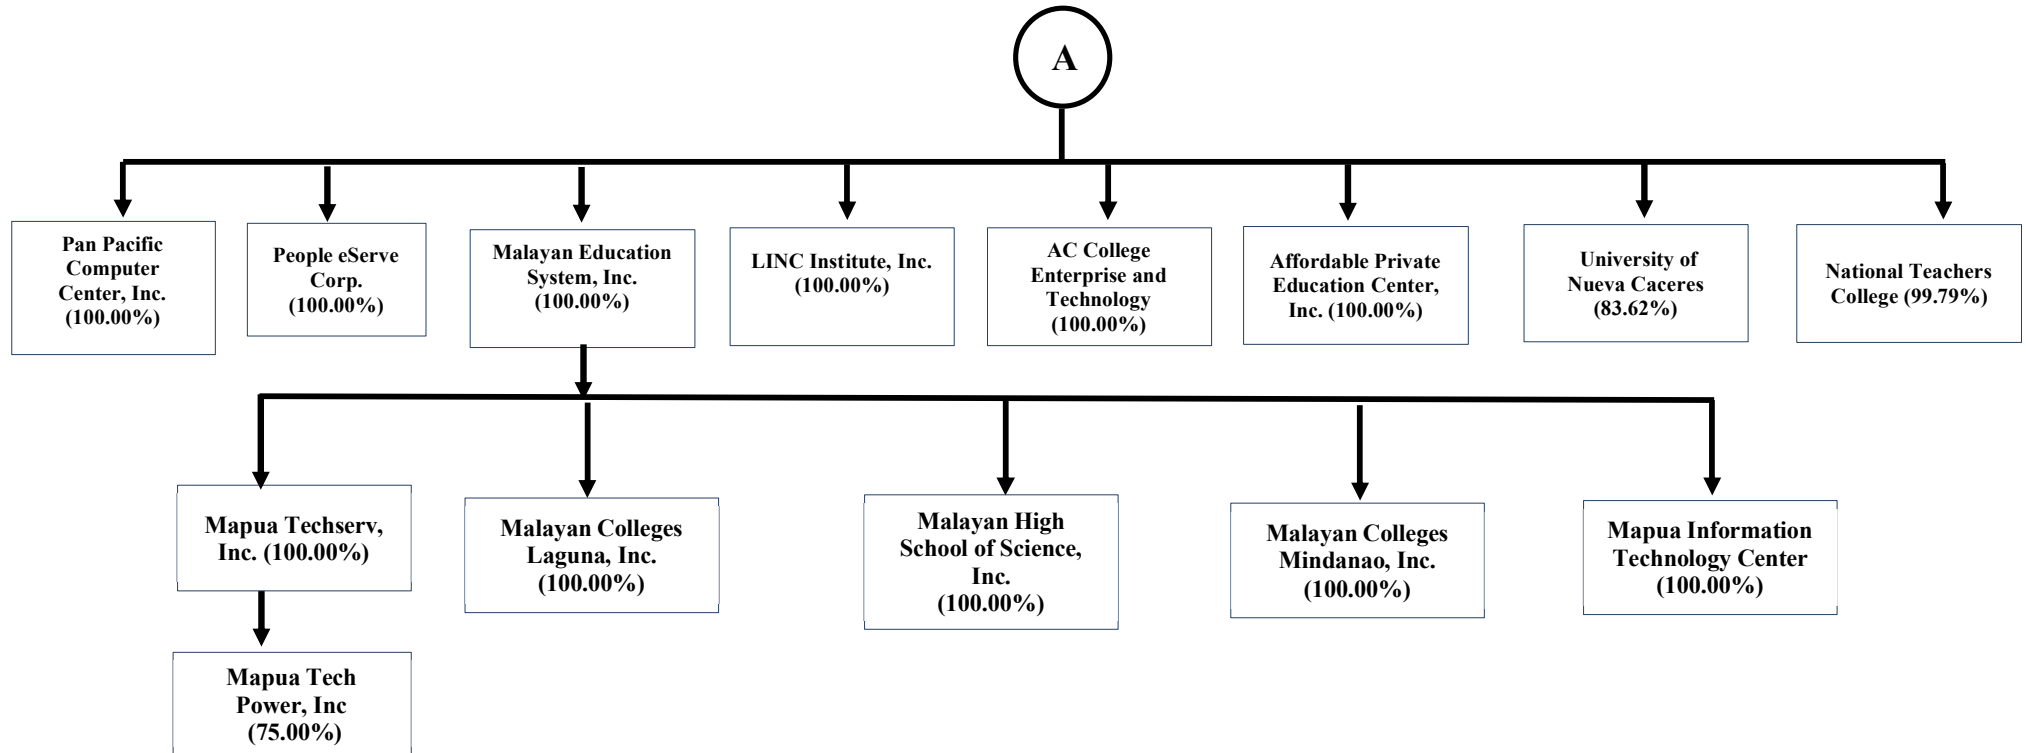 A
Pan Pacific
Computer
Center, Inc.
(100.00%)
People eServe
Corp.
(100.00%)
Malayan Education
System, Inc.
(100.00%)
LINC Institute, Inc.
(100.00%)
AC College
Enterprise and
Technology
(100.00%)
Affordable Private
Education Center,
Inc. (100.00%)
University of
Nueva Caceres
(83.62%)
National Teachers
College (99.79%)
Mapua Techserv,
Inc. (100.00%)
Malayan Colleges
Laguna, Inc.
(100.00%)
Malayan High
School of Science,
Inc.
(100.00%)
Malayan Colleges
Mindanao, Inc.
(100.00%)
Mapua Information
Technology Center
(100.00%)
Mapua Tech
Power, Inc
(75.00%)